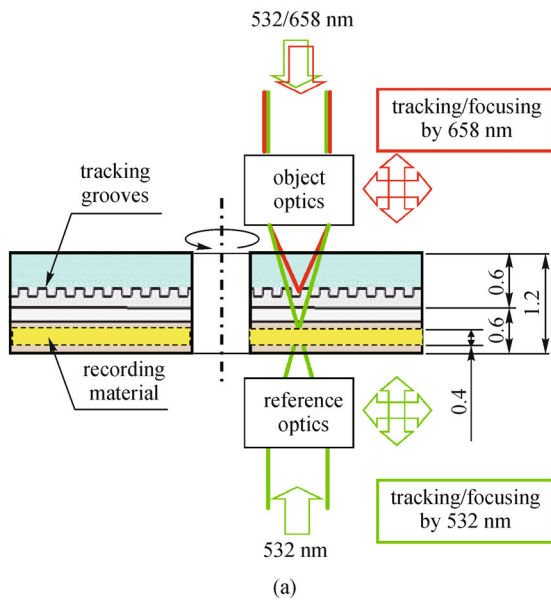 532/658 nm
tracking/focusing
by 658 nm
tracking
grooves
object
optics
0.6
1.2
0.6
0.4
recording
material
reference
optics
tracking/focusing
by 532 nm
532 nm
(a)